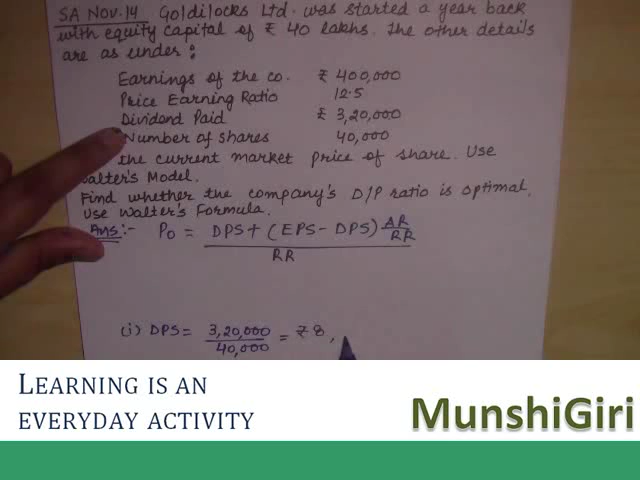 SA Nov.14 Goldilocks Ltd. was started a year back
with equity capital of ₹ 40 lakhs. The other details
are as under:
Earnings of the co. ₹ 400,000
Price Earning Ratio 12.5
Dividend Paid ₹ 3,20,000
Number of shares 40,000
the current market price of share. Use
Walter's Model.
Find whether the company's D/P ratio is optimal.
Use Walter's Formula.
Ans:- P0 = DPS + (EPS - DPS) AR/RR
RR
(i) DPS = 3,20,000/40,000 = ₹ 8,
LEARNING IS AN
EVERYDAY ACTIVITY
MunshiGiri